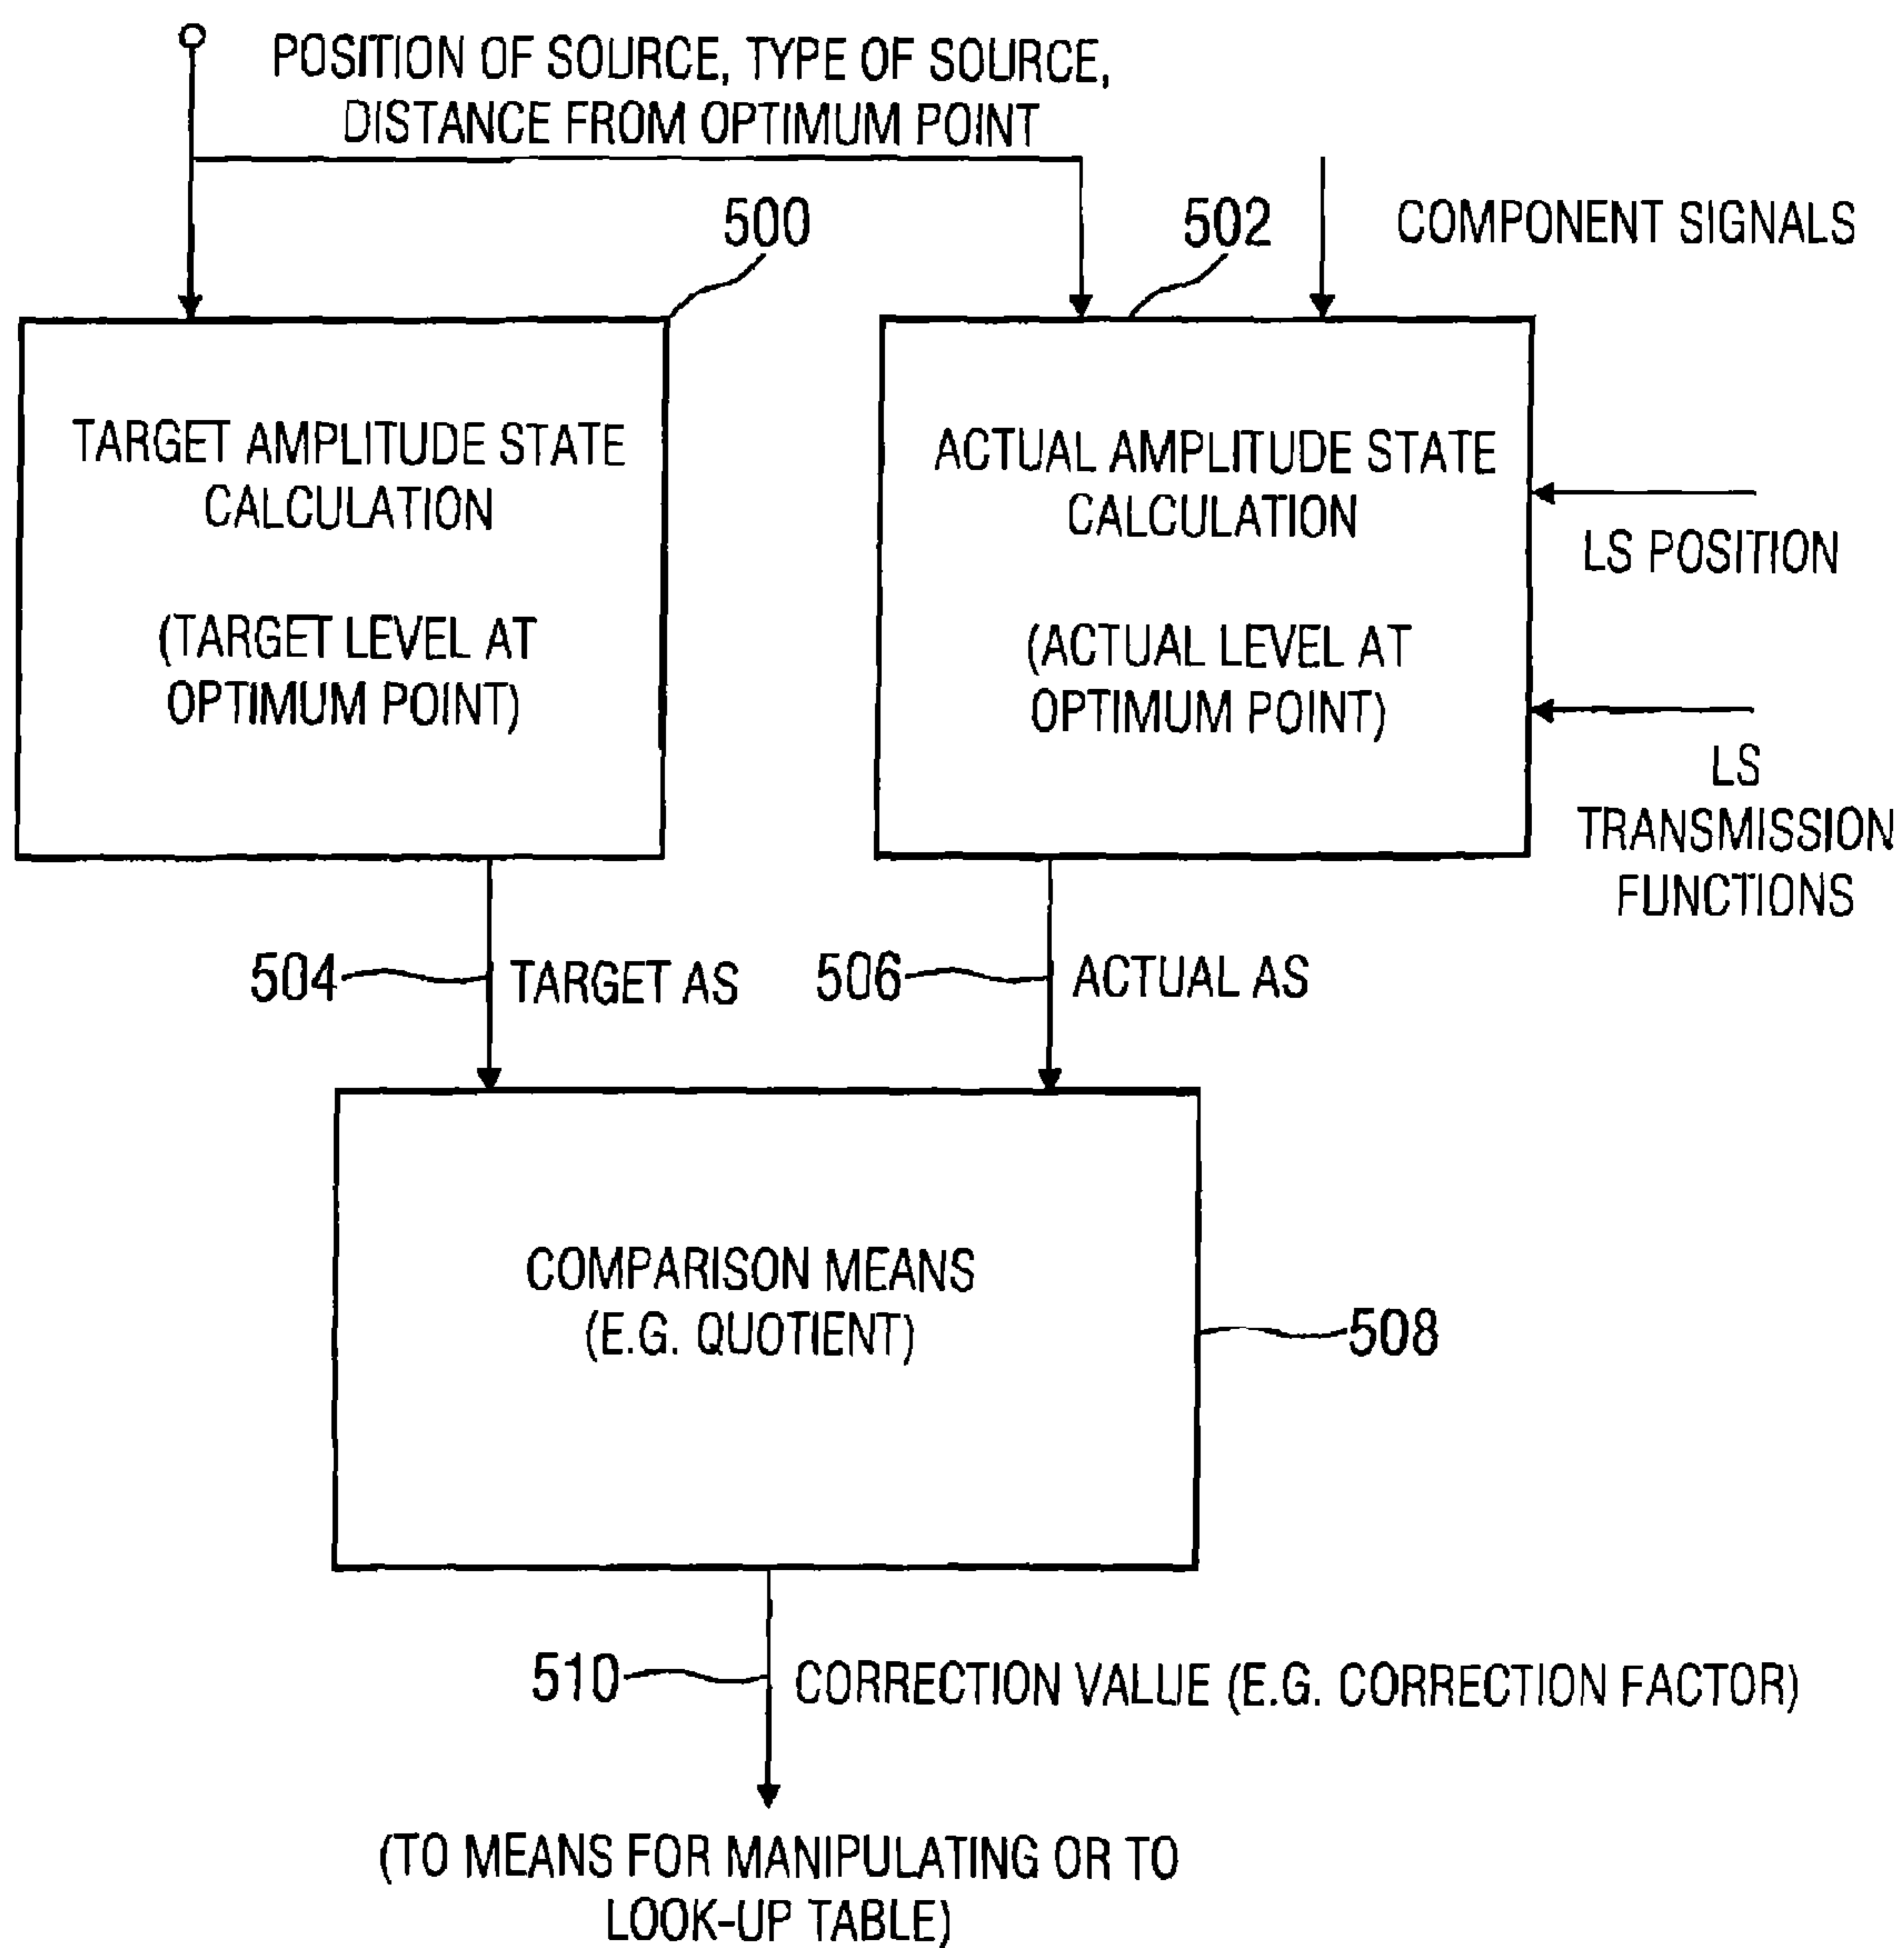 POSITION OF SOURCE, TYPE OF SOURCE,
DISTANCE FROM OPTIMUM POINT
500
502
COMPONENT SIGNALS
TARGET AMPLITUDE STATE
CALCULATION
(TARGET LEVEL AT
OPTIMUM POINT)
ACTUAL AMPLITUDE STATE
CALCULATION
(ACTUAL LEVEL AT
OPTIMUM POINT)
LS POSITION
LS
TRANSMISSION
FUNCTIONS
504
TARGET AS
506
ACTUAL AS
COMPARISON MEANS
(E.G. QUOTIENT)
508
510
CORRECTION VALUE (E.G. CORRECTION FACTOR)
(TO MEANS FOR MANIPULATING OR TO
LOOK-UP TABLE)